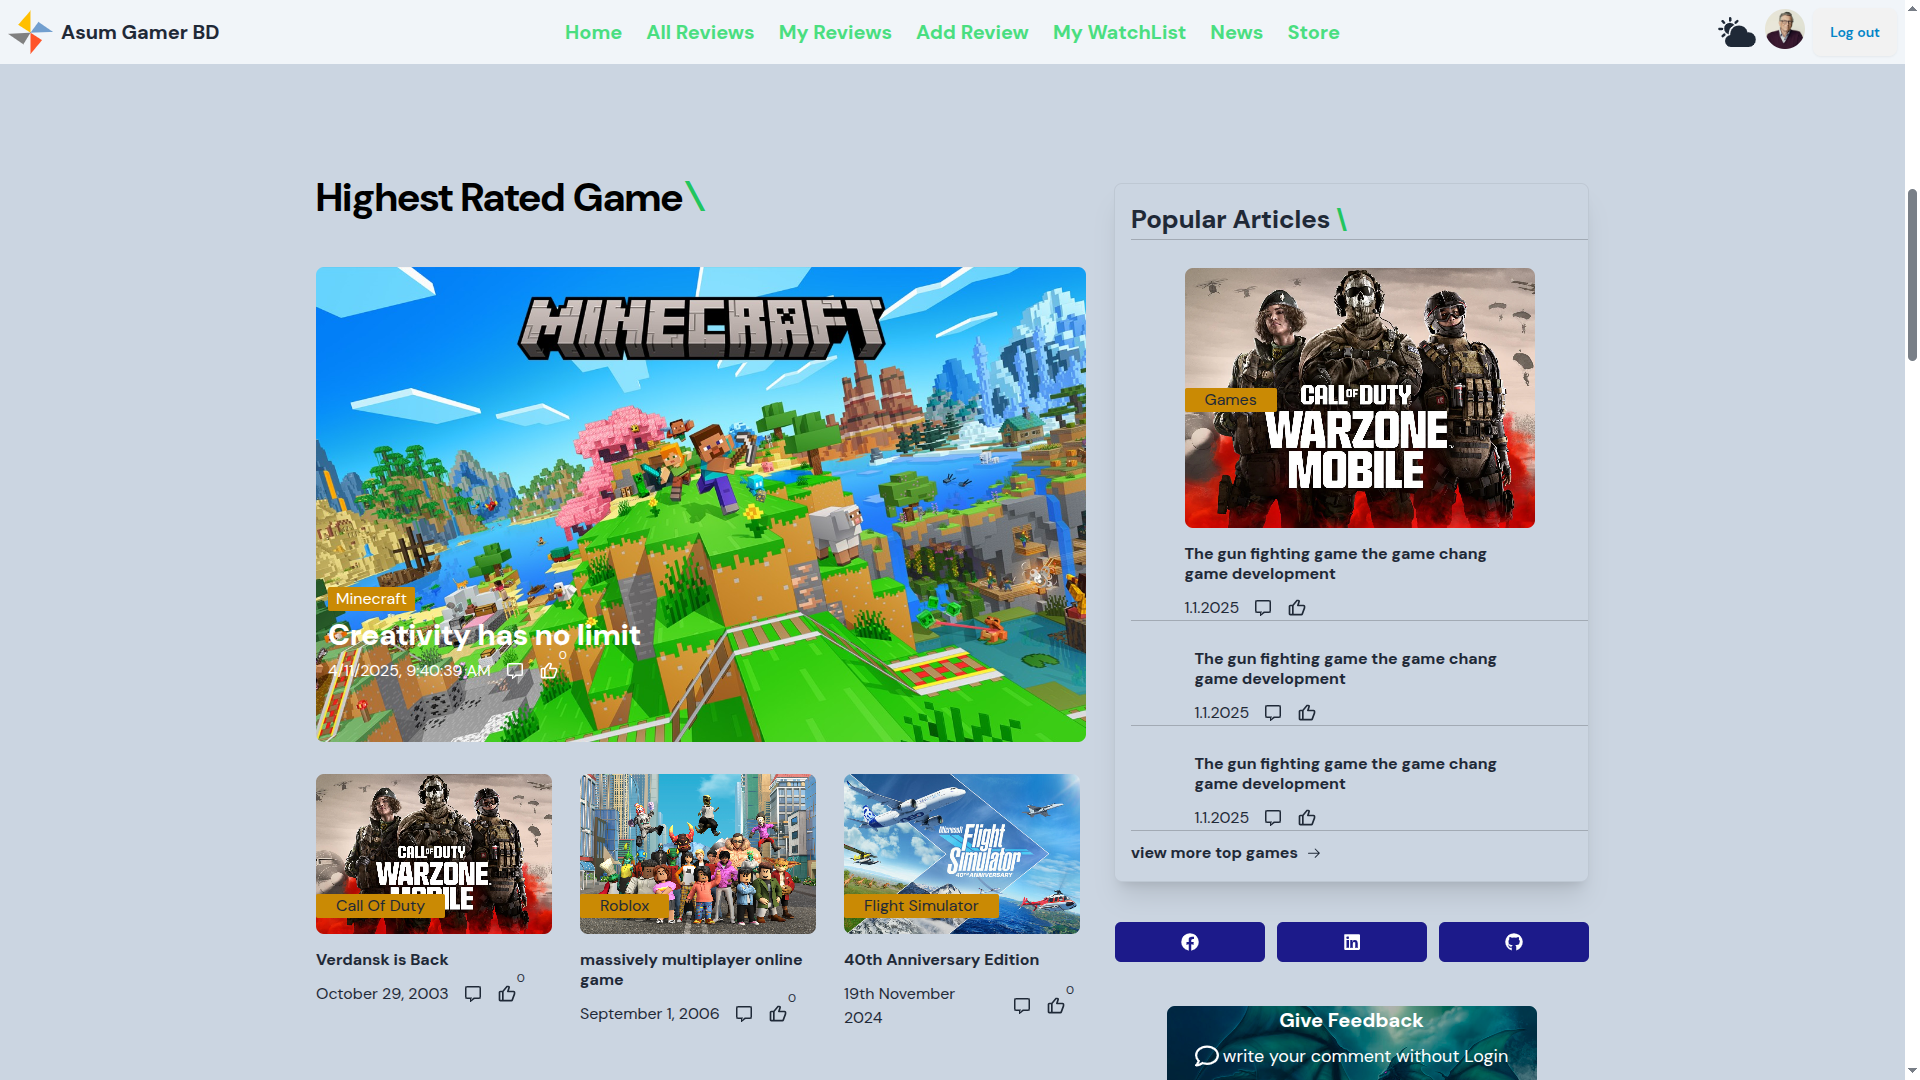 Asum Gamer BD
Home
All Reviews
My Reviews
Add Review
My WatchList
News
Store
Log out
Highest Rated Game\
MINECRAFT
Minecraft
Creativity has no limit
4/11/2025, 9:40:39 AM
0
CALL OF DUTY
WARZONE
MOBILE
Call Of Duty
Verdansk is Back
October 29, 2003
0
Roblox
massively multiplayer online
game
September 1, 2006
0
Microsoft
Flight
Simulator
40TH ANNIVERSARY
Flight Simulator
40th Anniversary Edition
19th November
2024
0
Popular Articles \
Games
CALL OF DUTY
WARZONE
MOBILE
The gun fighting game the game chang
game development
1.1.2025
The gun fighting game the game chang
game development
1.1.2025
The gun fighting game the game chang
game development
1.1.2025
view more top games →
Give Feedback
write your comment without Login